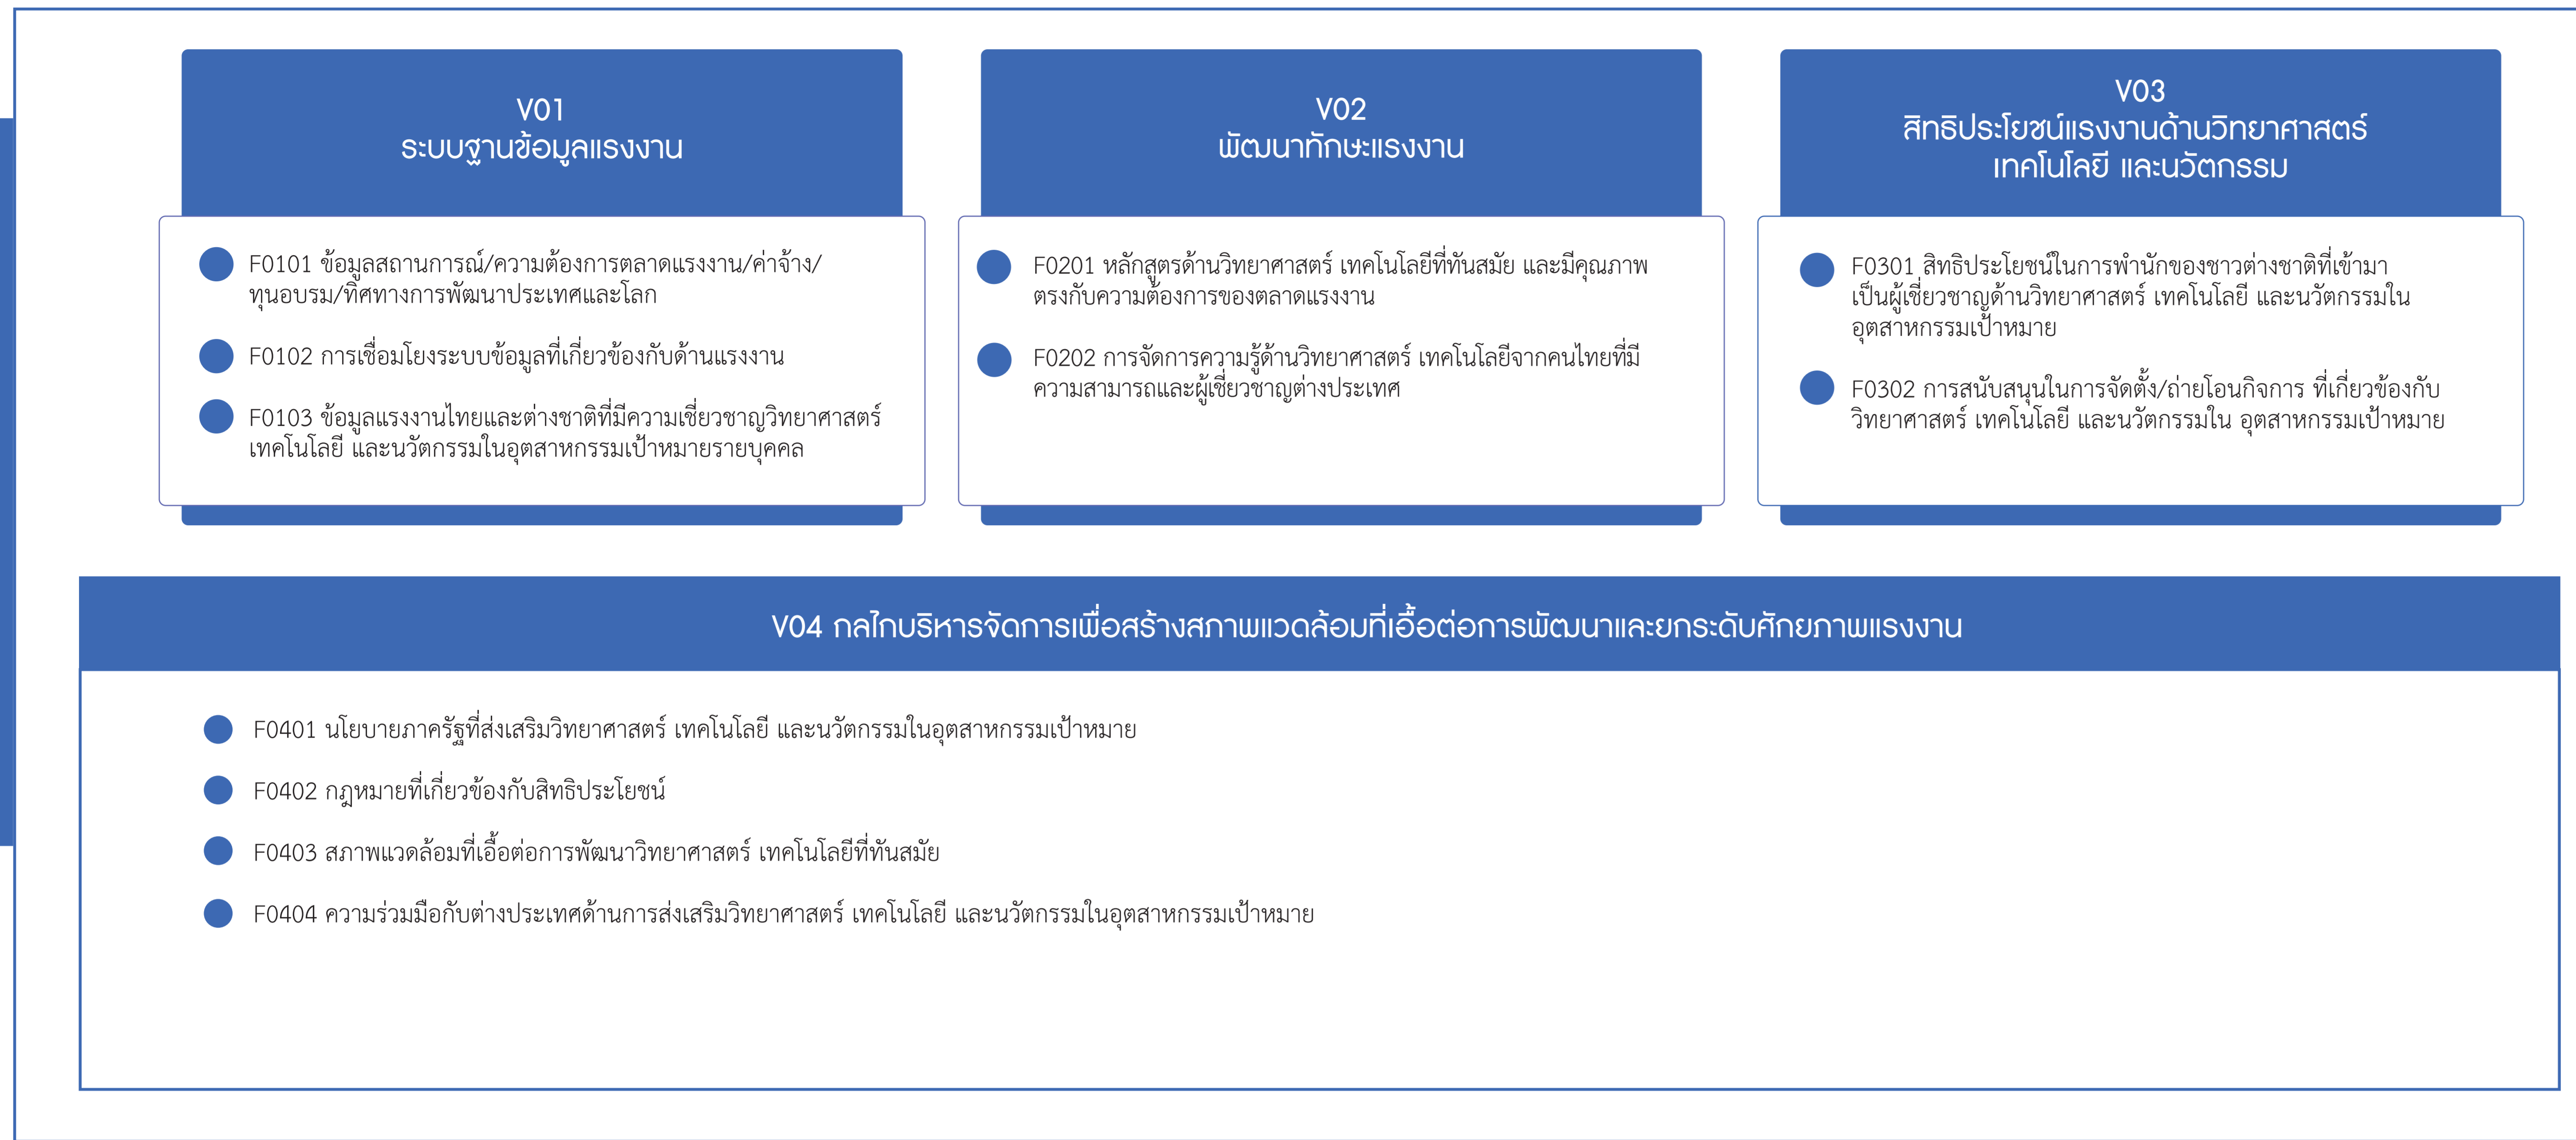 V01
ระบบฐานข้อมูลแรงงาน
F0101 ข้อมูลสถานการณ์/ความต้องการตลาดแรงงาน/ค่าจ้าง/
ทุนอบรม/ทิศทางการพัฒนาประเทศและโลก
F0102 การเชื่อมโยงระบบข้อมูลที่เกี่ยวข้องกับด้านแรงงาน
F0103 ข้อมูลแรงงานไทยและต่างชาติที่มีความเชี่ยวชาญวิทยาศาสตร์
เทคโนโลยี และนวัตกรรมในอุตสาหกรรมเป้าหมายรายบุคคล
V02
พัฒนาทักษะแรงงาน
F0201 หลักสูตรด้านวิทยาศาสตร์ เทคโนโลยีที่ทันสมัย และมีคุณภาพ
ตรงกับความต้องการของตลาดแรงงาน
F0202 การจัดการความรู้ด้านวิทยาศาสตร์ เทคโนโลยีจากคนไทยที่มี
ความสามารถและผู้เชี่ยวชาญต่างประเทศ
V03
สิทธิประโยชน์แรงงานด้านวิทยาศาสตร์
เทคโนโลยี และนวัตกรรม
F0301 สิทธิประโยชน์ในการพำนักของชาวต่างชาติที่เข้ามา
เป็นผู้เชี่ยวชาญด้านวิทยาศาสตร์ เทคโนโลยี และนวัตกรรมใน
อุตสาหกรรมเป้าหมาย
F0302 การสนับสนุนในการจัดตั้ง/ถ่ายโอนกิจการ ที่เกี่ยวข้องกับ
วิทยาศาสตร์ เทคโนโลยี และนวัตกรรมใน อุตสาหกรรมเป้าหมาย
V04 กลไกบริหารจัดการเพื่อสร้างสภาพแวดล้อมที่เอื้อต่อการพัฒนาและยกระดับศักยภาพแรงงาน
F0401 นโยบายภาครัฐที่ส่งเสริมวิทยาศาสตร์ เทคโนโลยี และนวัตกรรมในอุตสาหกรรมเป้าหมาย
F0402 กฎหมายที่เกี่ยวข้องกับสิทธิประโยชน์
F0403 สภาพแวดล้อมที่เอื้อต่อการพัฒนาวิทยาศาสตร์ เทคโนโลยีที่ทันสมัย
F0404 ความร่วมมือกับต่างประเทศด้านการส่งเสริมวิทยาศาสตร์ เทคโนโลยี และนวัตกรรมในอุตสาหกรรมเป้าหมาย